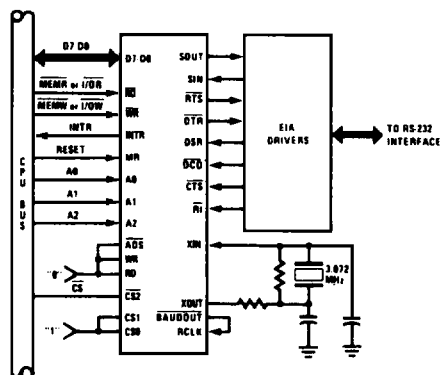 CPU BUS
D7-D0
MEMR or I/OR
MEMW or I/OW
INTR
RESET
A0
A1
A2
"0"
CS
"1"
D7-D0
RD
WR
INTR
MR
A0
A1
A2
ADS
WR
RD
CS2
CS1
CS0
SOUT
SIN
RTS
DTR
DSR
DCD
CTS
RI
XIN
XOUT
BAUDOUT
RCLK
EIA
DRIVERS
TO RS-232
INTERFACE
3.072
MHz